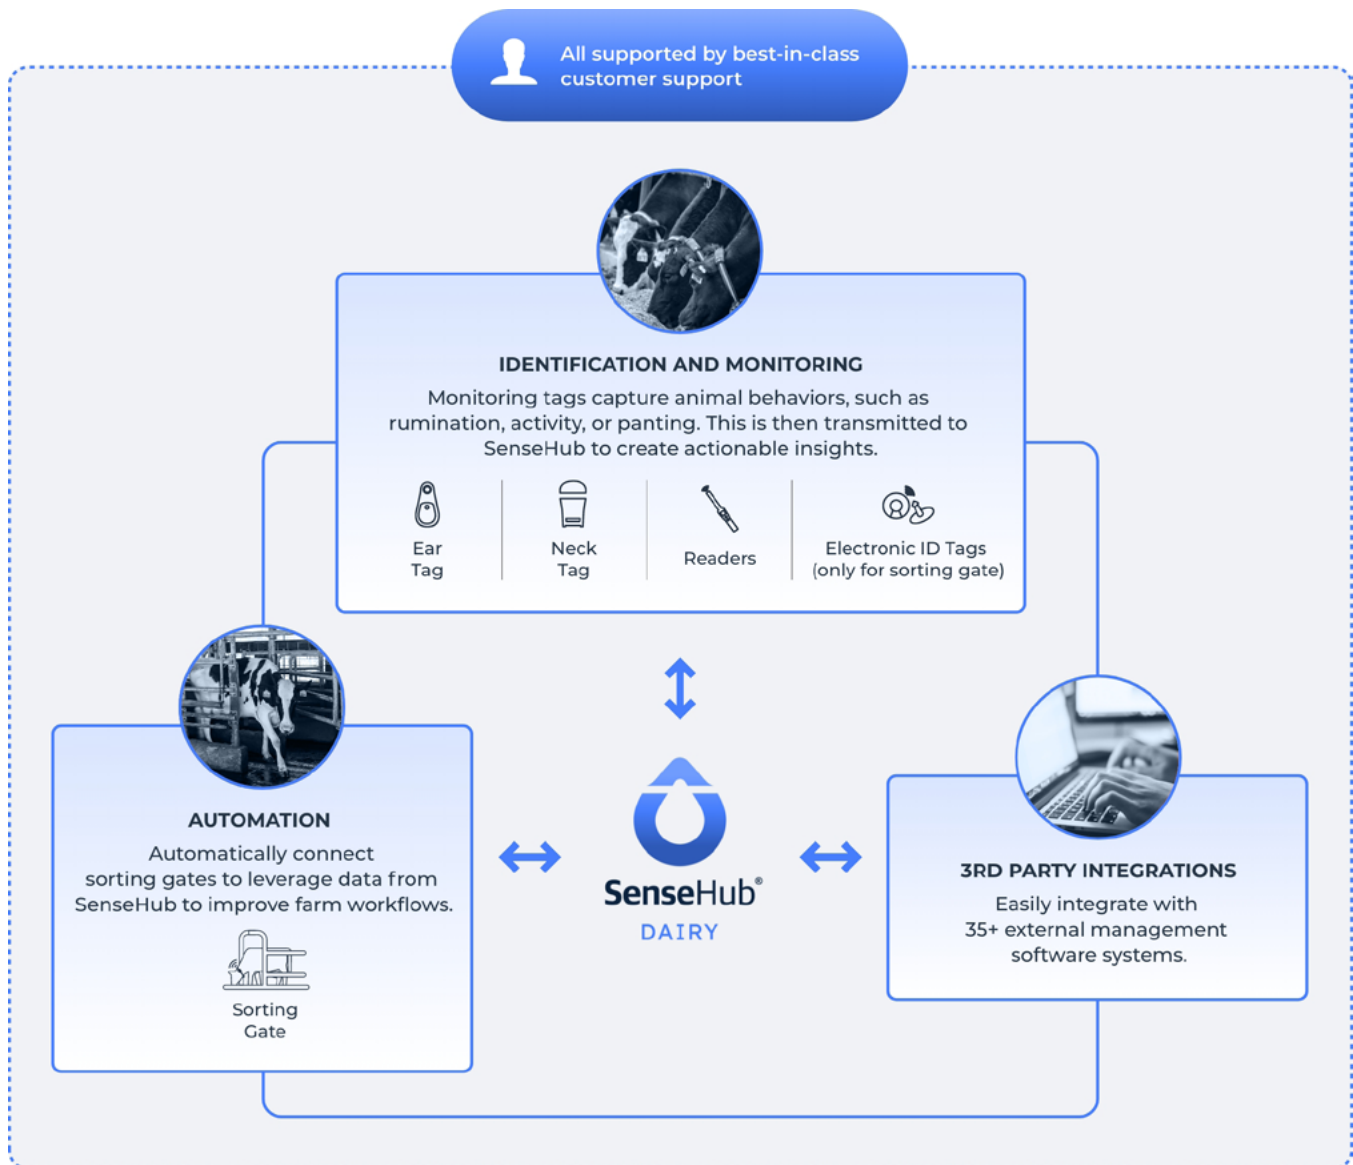 All supported by best-in-class
customer support
IDENTIFICATION AND MONITORING
Monitoring tags capture animal behaviors, such as
rumination, activity, or panting. This is then transmitted to
SenseHub to create actionable insights.
Ear
Tag
Neck
Tag
Readers
Electronic ID Tags
(only for sorting gate)
AUTOMATION
Automatically connect
sorting gates to leverage data from
SenseHub to improve farm workflows.
Sorting
Gate
SenseHub®
DAIRY
3RD PARTY INTEGRATIONS
Easily integrate with
35+ external management
software systems.